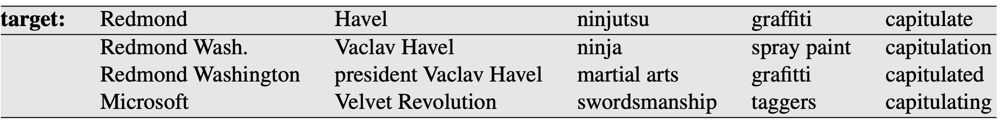 target: Redmond Havel ninjutsu graffiti capitulate
Redmond Wash. Vaclav Havel ninja spray paint capitulation
Redmond Washington president Vaclav Havel martial arts grafitti capitulated
Microsoft Velvet Revolution swordsmanship taggers capitulating